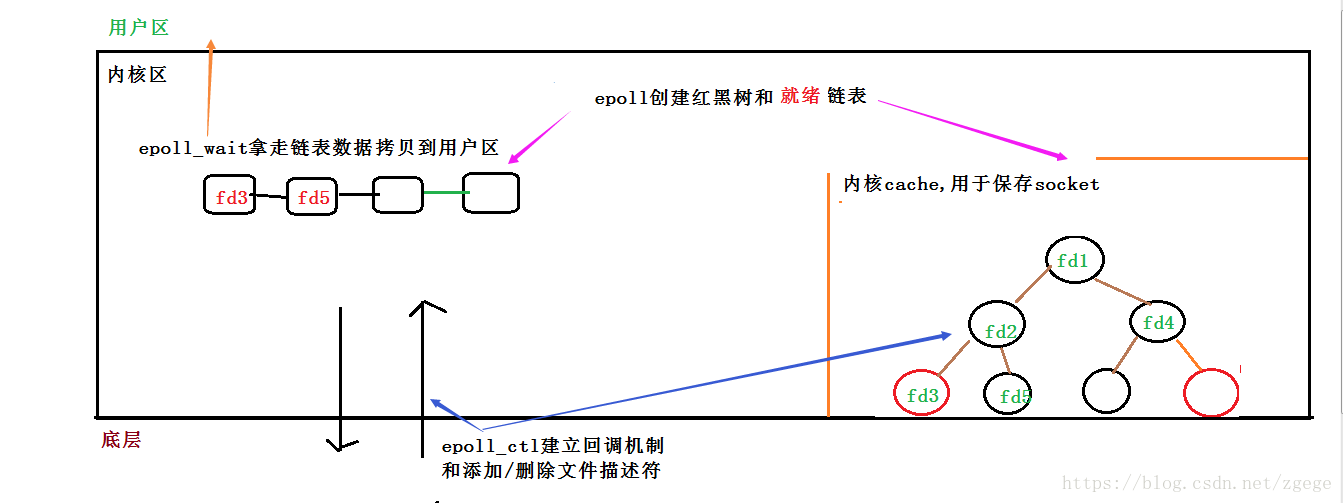 用户区
内核区
epoll创建红黑树和 就绪 链表
epoll_wait拿走链表数据拷贝到用户区
内核cache,用于保存socket
fd3
fd5
fd1
fd2
fd4
fd3
fd5
底层
epoll_ctl建立回调机制
和添加/删除文件描述符
https://blog.csdn.net/zgege